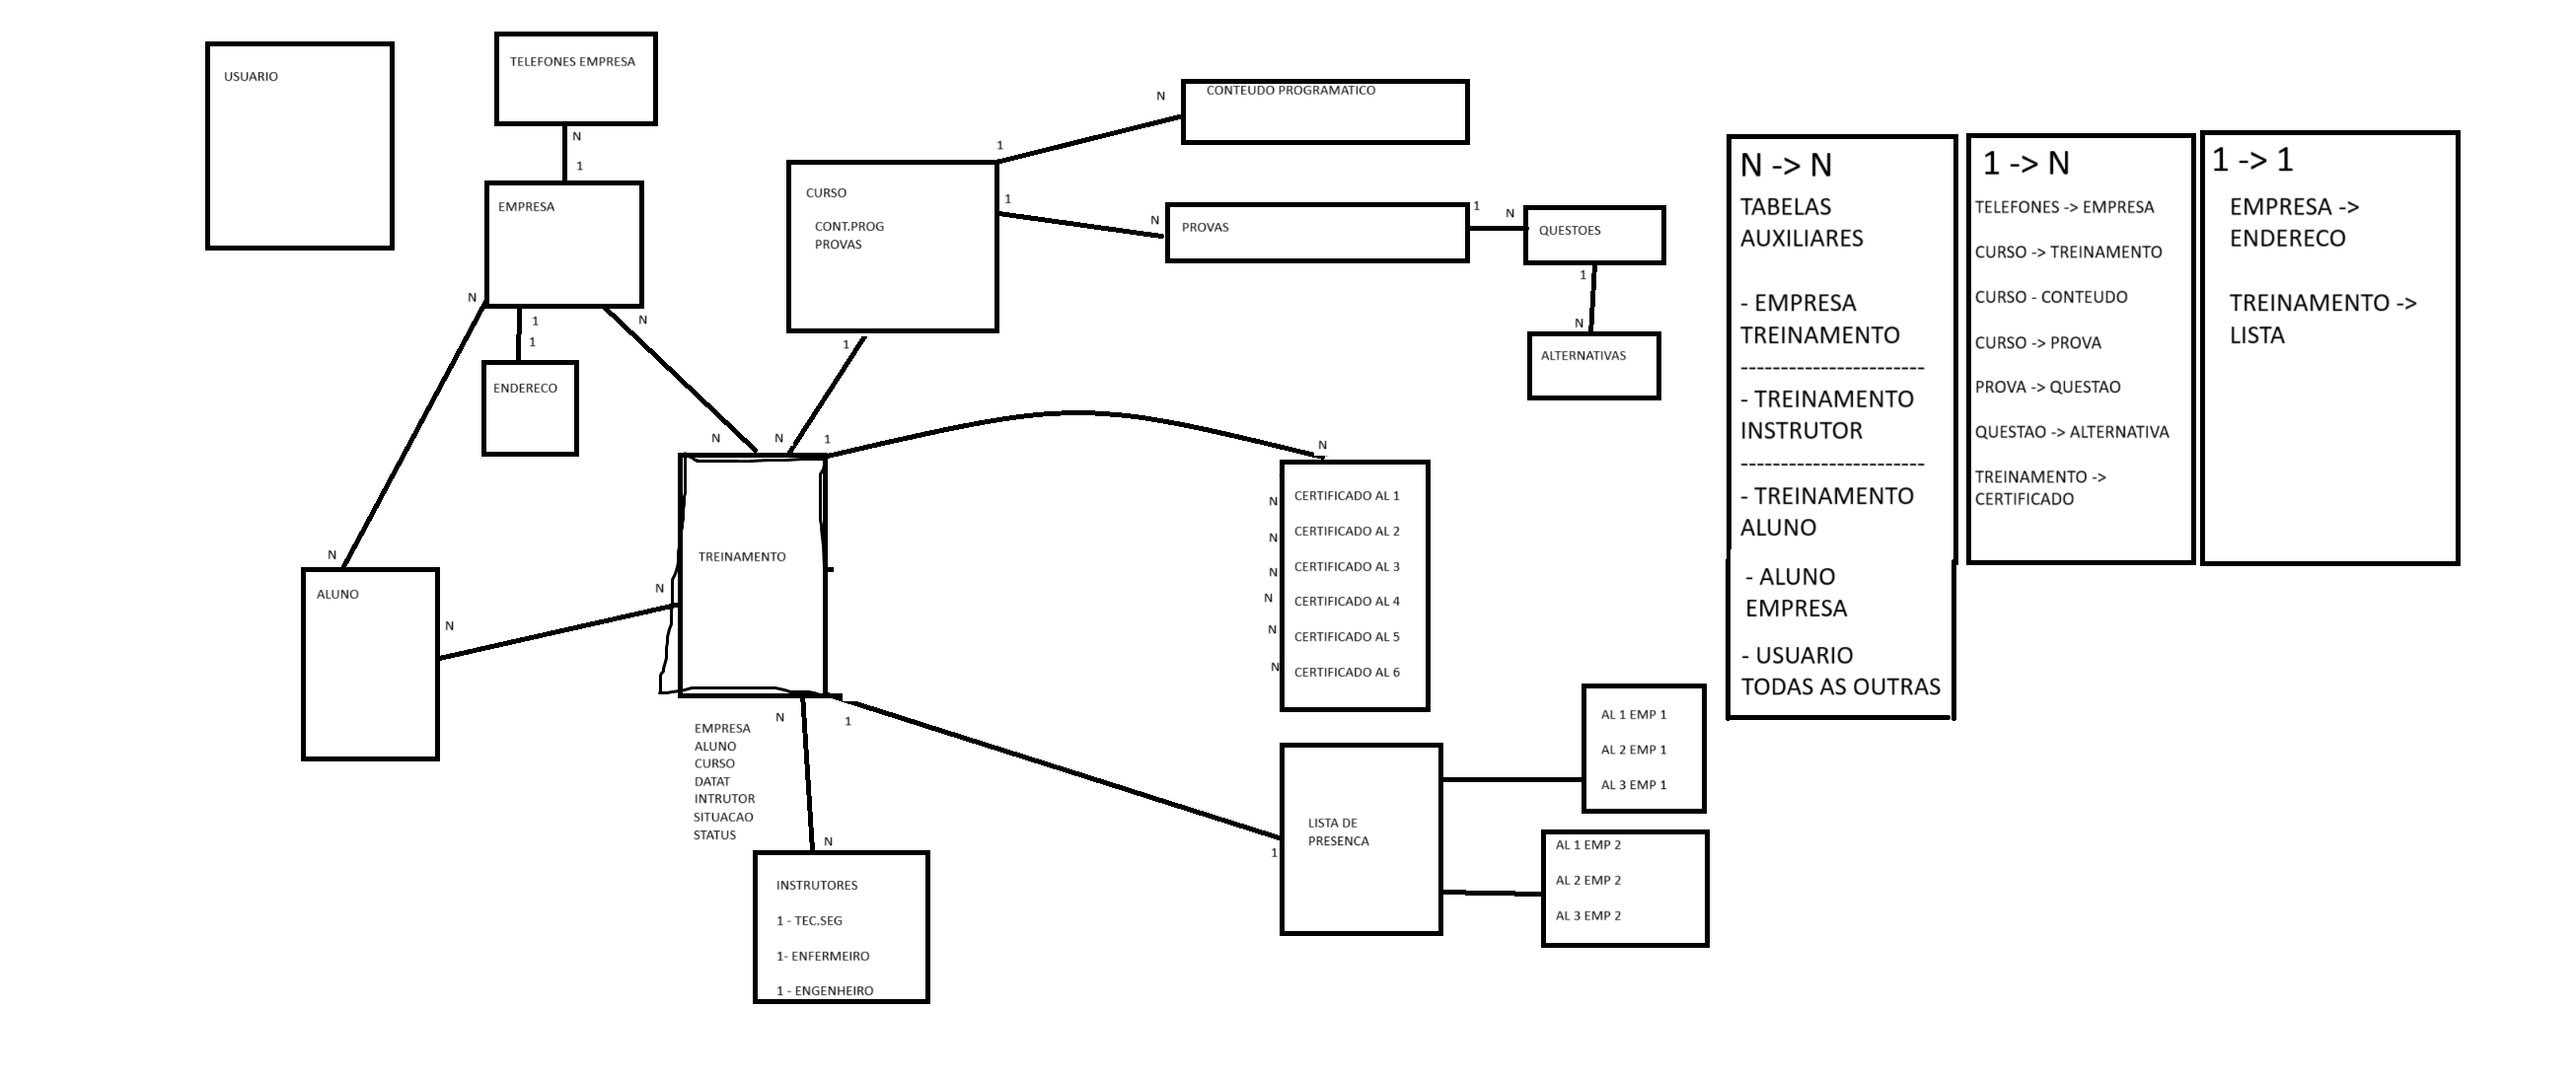 USUARIO
TELEFONES EMPRESA
N
1
EMPRESA
N
1
1
N
ENDERECO
CURSO
CONT.PROG
PROVAS
1
N
CONTEUDO PROGRAMATICO
1
N
PROVAS
1
N
QUESTOES
1
N
ALTERNATIVAS
1
N
N
1
N
TREINAMENTO
N
N
N
ALUNO
N
1
EMPRESA
ALUNO
CURSO
DATAT
INTRUTOR
SITUACAO
STATUS
N
INSTRUTORES
1 - TEC.SEG
1- ENFERMEIRO
1 - ENGENHEIRO
N
CERTIFICADO AL 1
N
CERTIFICADO AL 2
N
CERTIFICADO AL 3
N
CERTIFICADO AL 4
N
CERTIFICADO AL 5
N
CERTIFICADO AL 6
1
LISTA DE
PRESENCA
AL 1 EMP 1
AL 2 EMP 1
AL 3 EMP 1
AL 1 EMP 2
AL 2 EMP 2
AL 3 EMP 2
N -> N
TABELAS
AUXILIARES
- EMPRESA
TREINAMENTO
-----------------------
- TREINAMENTO
INSTRUTOR
-----------------------
- TREINAMENTO
ALUNO
- ALUNO
EMPRESA
- USUARIO
TODAS AS OUTRAS
1 -> N
TELEFONES -> EMPRESA
CURSO -> TREINAMENTO
CURSO - CONTEUDO
CURSO -> PROVA
PROVA -> QUESTAO
QUESTAO -> ALTERNATIVA
TREINAMENTO ->
CERTIFICADO
1 -> 1
EMPRESA ->
ENDERECO
TREINAMENTO ->
LISTA